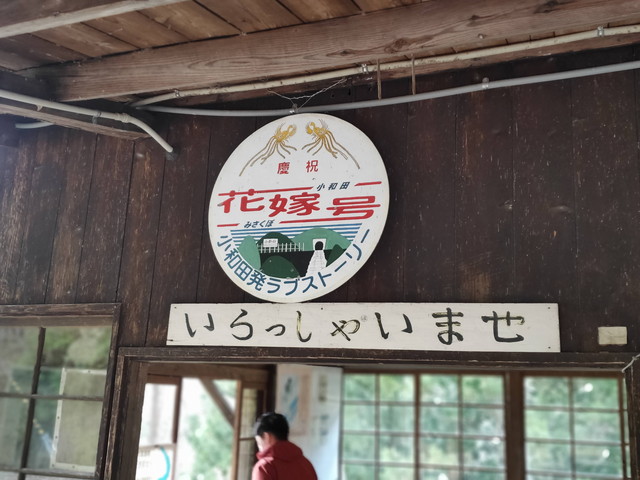 慶祝
小和田
花嫁号
みさくぼ
小和田発ラブストーリー
いらっしゃいませ